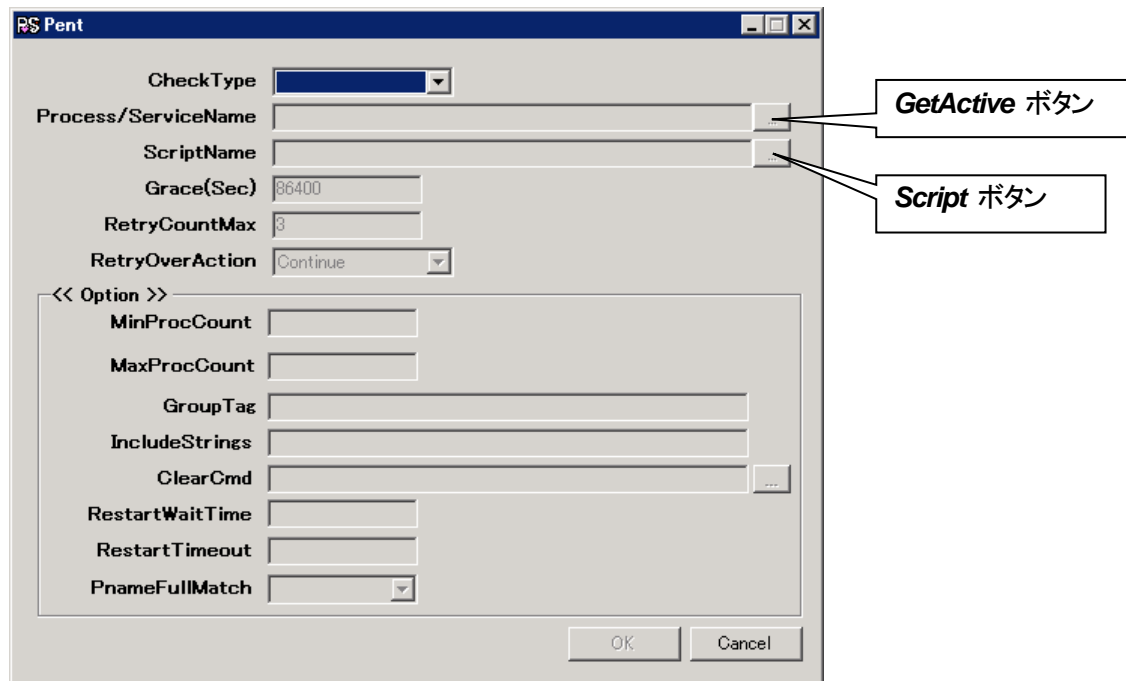 PS Pent
CheckType
Process/ServiceName ...
GetActive ボタン
ScriptName ...
Script ボタン
Grace(Sec) 86400
RetryCountMax 3
RetryOverAction Continue
<< Option >>
MinProcCount
MaxProcCount
GroupTag
IncludeStrings
ClearCmd ...
RestartWaitTime
RestartTimeout
PnameFullMatch
OK Cancel